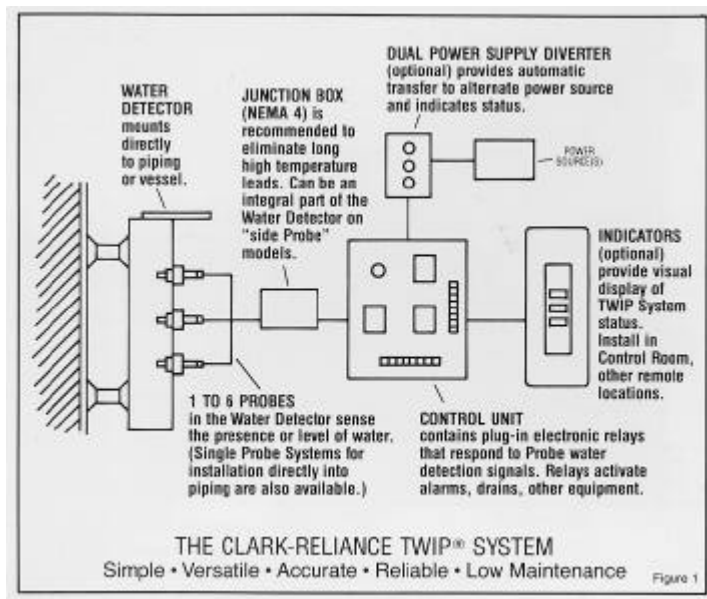 DUAL POWER SUPPLY DIVERTER
(optional) provides automatic
transfer to alternate power source
and indicates status.
WATER
DETECTOR
mounts
directly
to piping
or vessel.
JUNCTION BOX
(NEMA 4) is
recommended to
eliminate long
high temperature
leads. Can be an
integral part of the
Water Detector on
"side Probe"
models.
POWER
SOURCE(S)
INDICATORS
(optional)
provide visual
display of
TWIP System
status.
Install in
Control Room,
other remote
locations.
1 TO 6 PROBES
in the Water Detector sense
the presence or level of water.
(Single Probe Systems for
installation directly into
piping are also available.)
CONTROL UNIT
contains plug-in electronic relays
that respond to Probe water
detection signals. Relays activate
alarms, drains, other equipment.
THE CLARK-RELIANCE TWIP® SYSTEM
Simple • Versatile • Accurate • Reliable • Low Maintenance
Figure 1